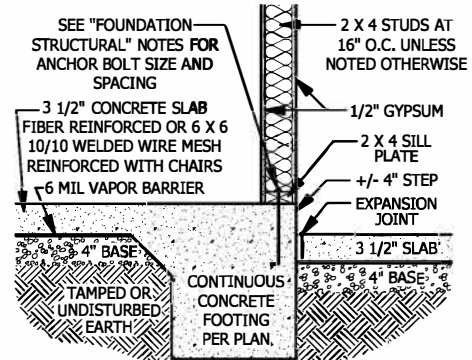 SEE "FOUNDATION
STRUCTURAL" NOTES FOR
ANCHOR BOLT SIZE AND
SPACING
3 1/2" CONCRETE SLAB
FIBER REINFORCED OR 6 X 6
10/10 WELDED WIRE MESH
REINFORCED WITH CHAIRS
6 MIL VAPOR BARRIER
4" BASE
TAMPED OR
UNDISTURBED
EARTH
CONTINUOUS
CONCRETE
FOOTING
PER PLAN.
2 X 4 STUDS AT
16" O.C. UNLESS
NOTED OTHERWISE
1/2" GYPSUM
2 X 4 SILL
PLATE
+/- 4" STEP
EXPANSION
JOINT
3 1/2" SLAB
4" BASE